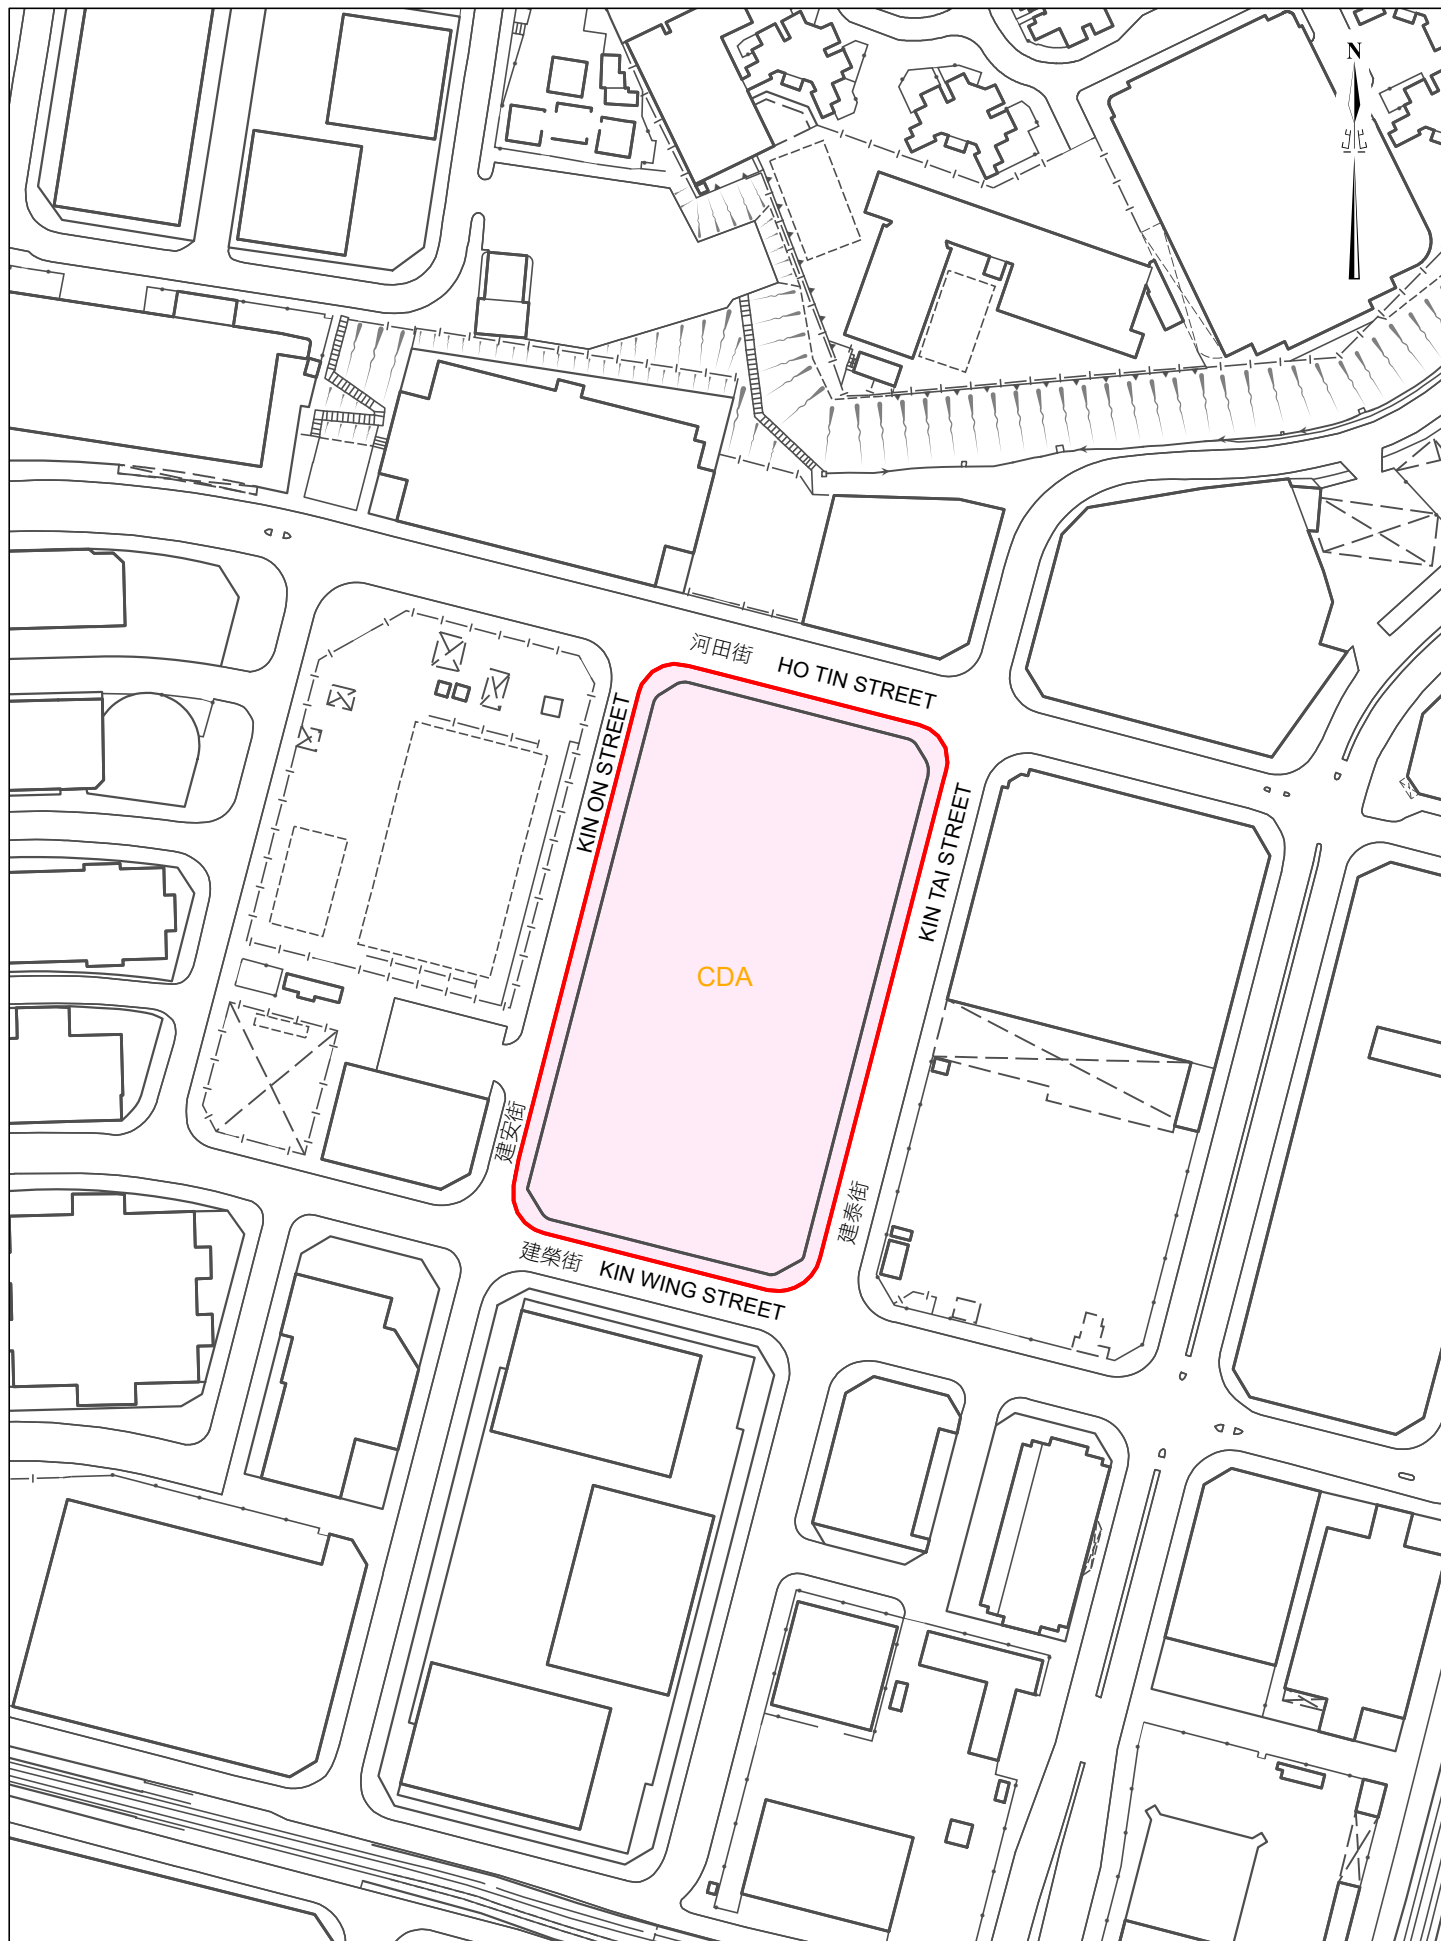 N
河田街
HO TIN STREET
KIN ON STREET
KIN TAI STREET
CDA
建安街
建泰街
建榮街
KIN WING STREET